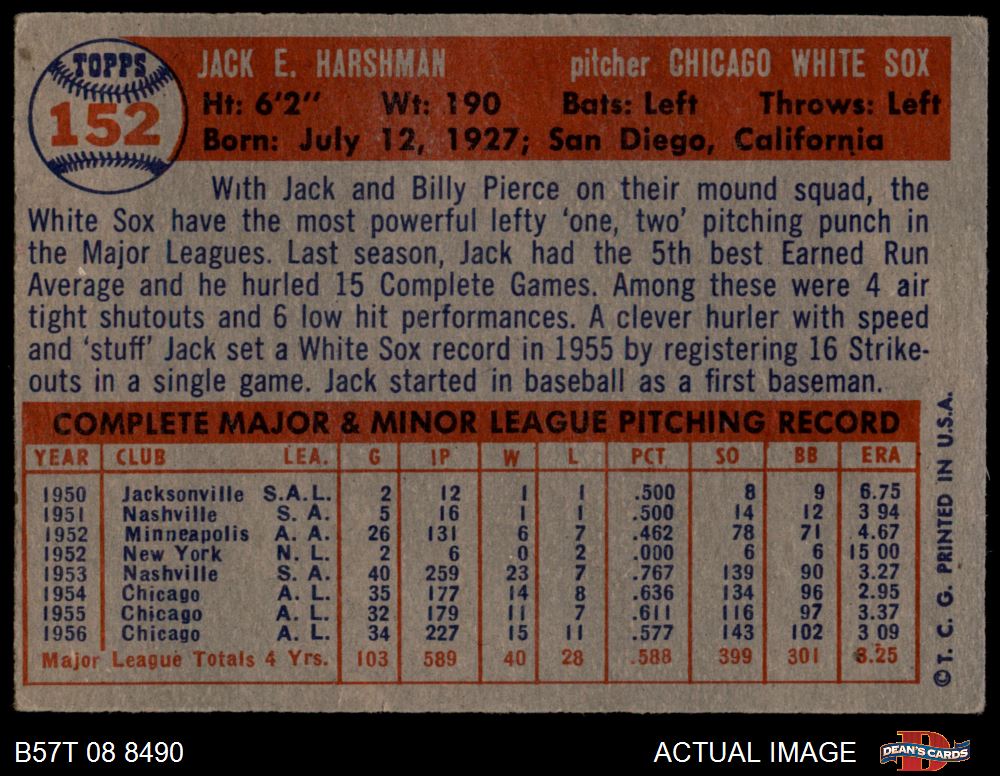 TOPPS
152
JACK E. HARSHMAN pitcher CHICAGO WHITE SOX
Ht: 6'2" Wt: 190 Bats: Left Throws: Left
Born: July 12, 1927; San Diego, California
With Jack and Billy Pierce on their mound squad, the
White Sox have the most powerful lefty 'one, two' pitching punch in
the Major Leagues. Last season, Jack had the 5th best Earned Run
Average and he hurled 15 Complete Games. Among these were 4 air
tight shutouts and 6 low hit performances. A clever hurler with speed
and 'stuff' Jack set a White Sox record in 1955 by registering 16 Strike-
outs in a single game. Jack started in baseball as a first baseman.
COMPLETE MAJOR & MINOR LEAGUE PITCHING RECORD
YEAR CLUB LEA. G IP W L PCT SO BB ERA
1950 Jacksonville S.A.L. 2 12 1 1 .500 8 9 6.75
1951 Nashville S. A. 5 16 1 1 .500 14 12 3 94
1952 Minneapolis A. A. 26 131 6 7 .462 78 71 4.67
1952 New York N. L. 2 6 0 2 .000 6 6 15 00
1953 Nashville S. A. 40 259 23 7 .767 139 90 3.27
1954 Chicago A. L. 35 177 14 8 .636 134 96 2.95
1955 Chicago A. L. 32 179 11 7 .611 116 97 3.37
1956 Chicago A. L. 34 227 15 11 .577 143 102 3 09
Major League Totals 4 Yrs. 103 589 40 28 .588 399 301 3.25
©T. C. G. PRINTED IN U.S.A.
B57T 08 8490 ACTUAL IMAGE DEAN'S CARDS